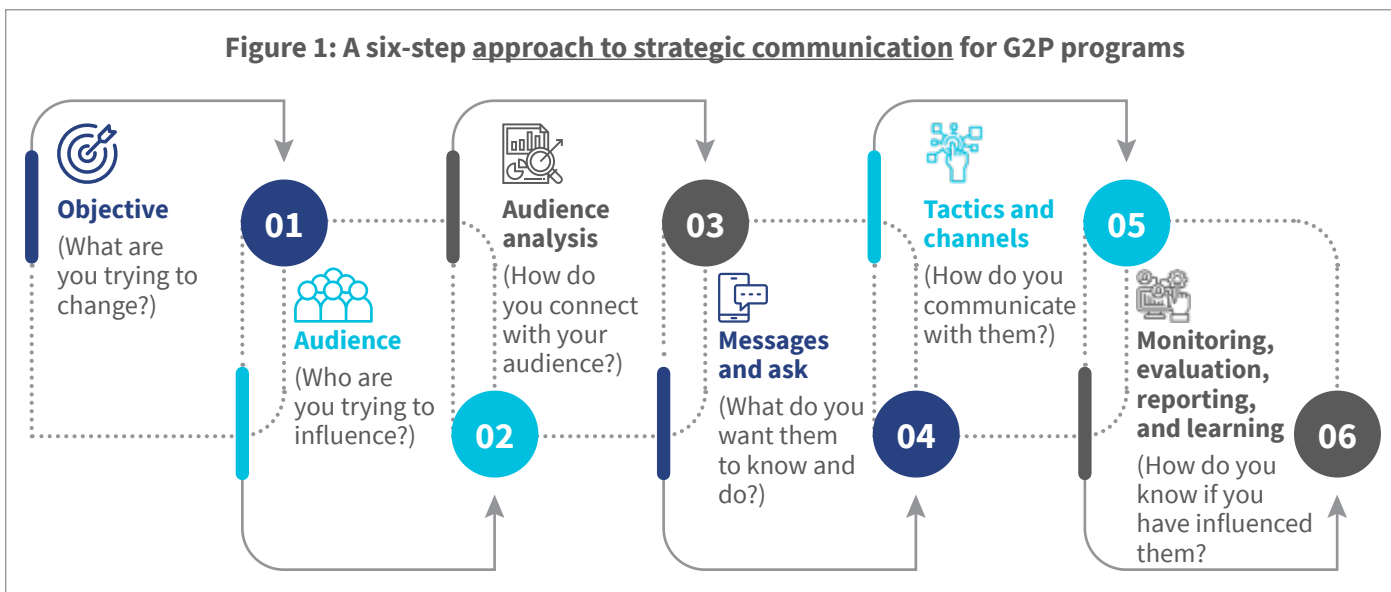 Figure 1: A six-step approach to strategic communication for G2P programs
Objective
(What are
you trying to
change?)
01
Audience
(Who are
you trying to
influence?)
02
Audience
analysis
(How do
you connect
with your
audience?)
03
Messages
and ask
(What do you
want them
to know and
do?)
04
Tactics and
channels
(How do you
communicate
with them?)
05
Monitoring,
evaluation,
reporting,
and learning
(How do you
know if you
have influenced
them?
06